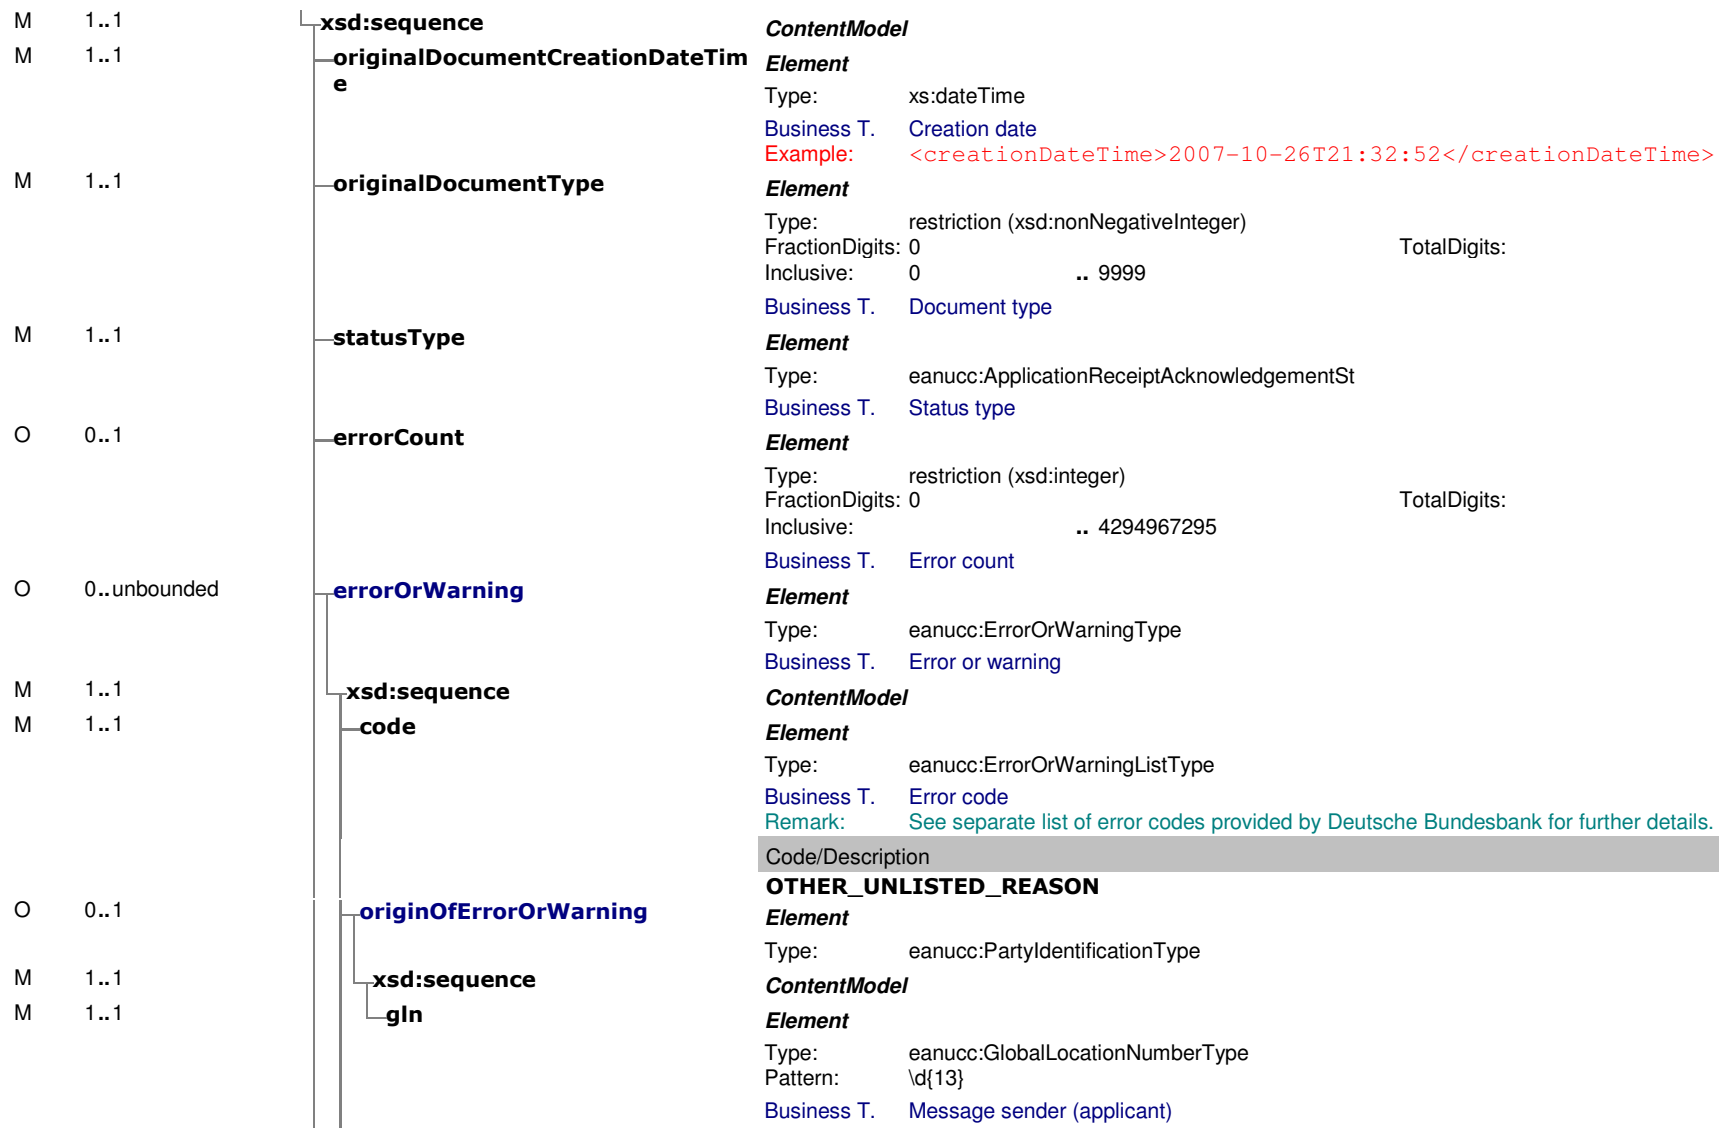 M 1..1 xsd:sequence ContentModel
M 1..1 originalDocumentCreationDateTim Element
e
Type: xs:dateTime
Business T. Creation date
Example: <creationDateTime>2007-10-26T21:32:52</creationDateTime>
M 1..1 originalDocumentType Element
Type: restriction (xsd:nonNegativeInteger)
FractionDigits: 0 TotalDigits:
Inclusive: 0 .. 9999
Business T. Document type
M 1..1 statusType Element
Type: eanucc:ApplicationReceiptAcknowledgementSt
Business T. Status type
O 0..1 errorCount Element
Type: restriction (xsd:integer)
FractionDigits: 0 TotalDigits:
Inclusive: .. 4294967295
Business T. Error count
O 0..unbounded errorOrWarning Element
Type: eanucc:ErrorOrWarningType
Business T. Error or warning
M 1..1 xsd:sequence ContentModel
M 1..1 code Element
Type: eanucc:ErrorOrWarningListType
Business T. Error code
Remark: See separate list of error codes provided by Deutsche Bundesbank for further details.
Code/Description
OTHER_UNLISTED_REASON
O 0..1 originOfErrorOrWarning Element
Type: eanucc:PartyIdentificationType
M 1..1 xsd:sequence ContentModel
M 1..1 gln Element
Type: eanucc:GlobalLocationNumberType
Pattern: \d{13}
Business T. Message sender (applicant)